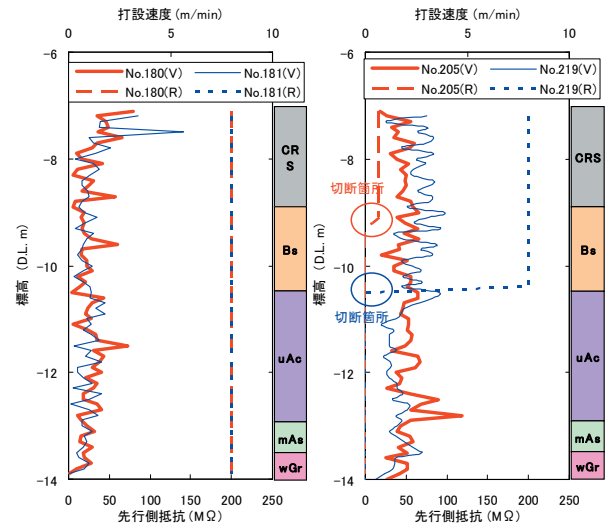 打設速度(m/min)
0 5 10
No.180(V) No.181(V)
No.180(R) No.181(R)
-6
-8
-10
-12
-14
標高 (D.L. m)
CR
S
Bs
uAc
mAs
wGr
0 50 100 150 200 250
先行側抵抗(MΩ)
打設速度(m/min)
0 5 10
No.205(V) No.219(V)
No.205(R) No.219(R)
-6
-8
-10
-12
-14
標高 (D.L. m)
切断箇所
切断箇所
CRS
Bs
uAc
mAs
wGr
0 50 100 150 200 250
先行側抵抗(MΩ)